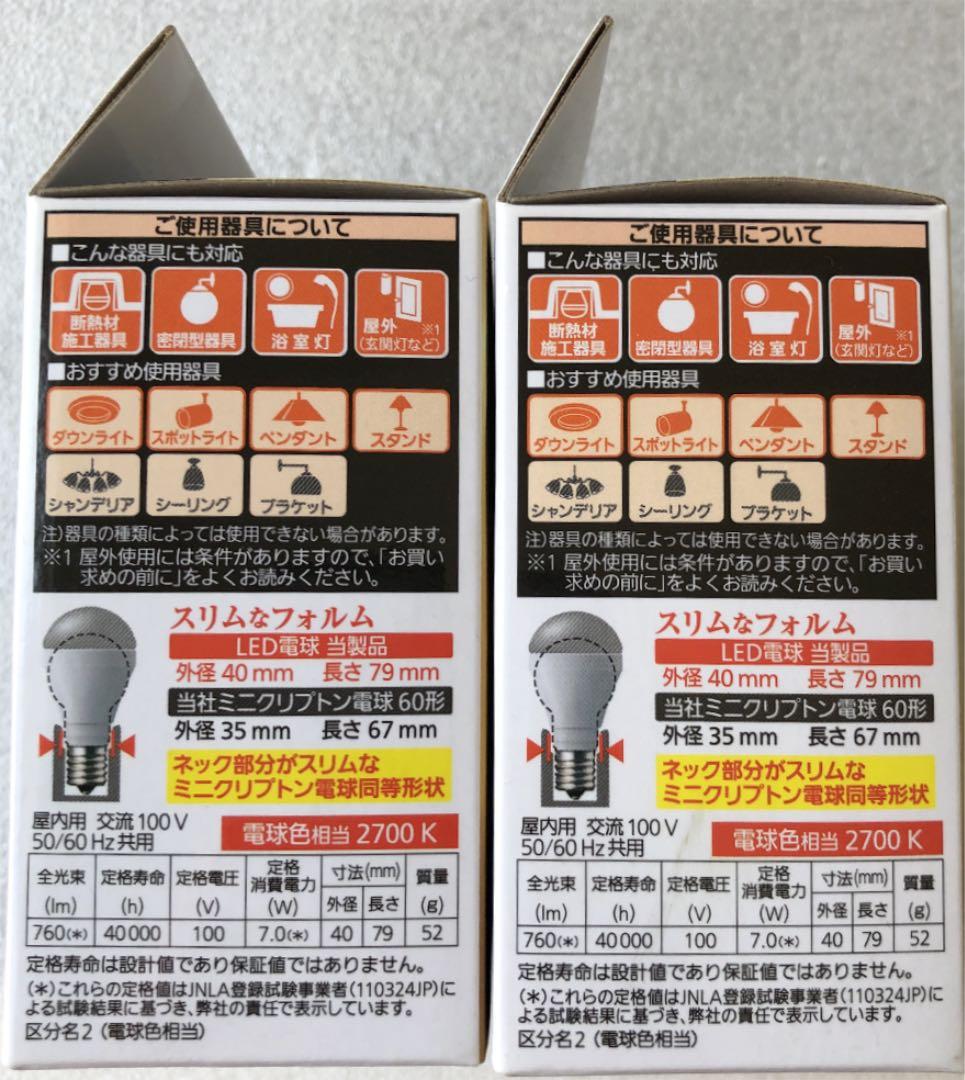 ご使用器具について
■こんな器具にも対応
断熱材
施工器具
密閉型器具
浴室灯
屋外 ※1
(玄関灯など)
■おすすめ使用器具
ダウンライト
スポットライト
ペンダント
スタンド
シャンデリア
シーリング
ブラケット
注)器具の種類によっては使用できない場合があります。
※1 屋外使用には条件がありますので、「お買い
求めの前に」をよくお読みください。
スリムなフォルム
LED電球 当製品
外径 40 mm 長さ 79 mm
当社ミニクリプトン電球 60形
外径 35 mm 長さ 67 mm
ネック部分がスリムな
ミニクリプトン電球同等形状
屋内用 交流 100 V
50/60 Hz 共用
電球色相当 2700 K
全光束 定格寿命 定格電圧 定格消費電力 寸法(mm) 質量
(lm) (h) (V) (W) 外径 長さ (g)
760(*) 40000 100 7.0(*) 40 79 52
定格寿命は設計値であり保証値ではありません。
(*)これらの定格値はJNLA登録試験事業者(110324JP)に
よる試験結果に基づき、弊社の責任で表示しています。
区分名2(電球色相当)
ご使用器具について
■こんな器具にも対応
断熱材
施工器具
密閉型器具
浴室灯
屋外 ※1
(玄関灯など)
■おすすめ使用器具
ダウンライト
スポットライト
ペンダント
スタンド
シャンデリア
シーリング
ブラケット
注)器具の種類によっては使用できない場合があります。
※1 屋外使用には条件がありますので、「お買い
求めの前に」をよくお読みください。
スリムなフォルム
LED電球 当製品
外径 40 mm 長さ 79 mm
当社ミニクリプトン電球 60形
外径 35 mm 長さ 67 mm
ネック部分がスリムな
ミニクリプトン電球同等形状
屋内用 交流 100 V
50/60 Hz 共用
電球色相当 2700 K
全光束 定格寿命 定格電圧 定格消費電力 寸法(mm) 質量
(lm) (h) (V) (W) 外径 長さ (g)
760(*) 40000 100 7.0(*) 40 79 52
定格寿命は設計値であり保証値ではありません。
(*)これらの定格値はJNLA登録試験事業者(110324JP)に
よる試験結果に基づき、弊社の責任で表示しています。
区分名2(電球色相当)